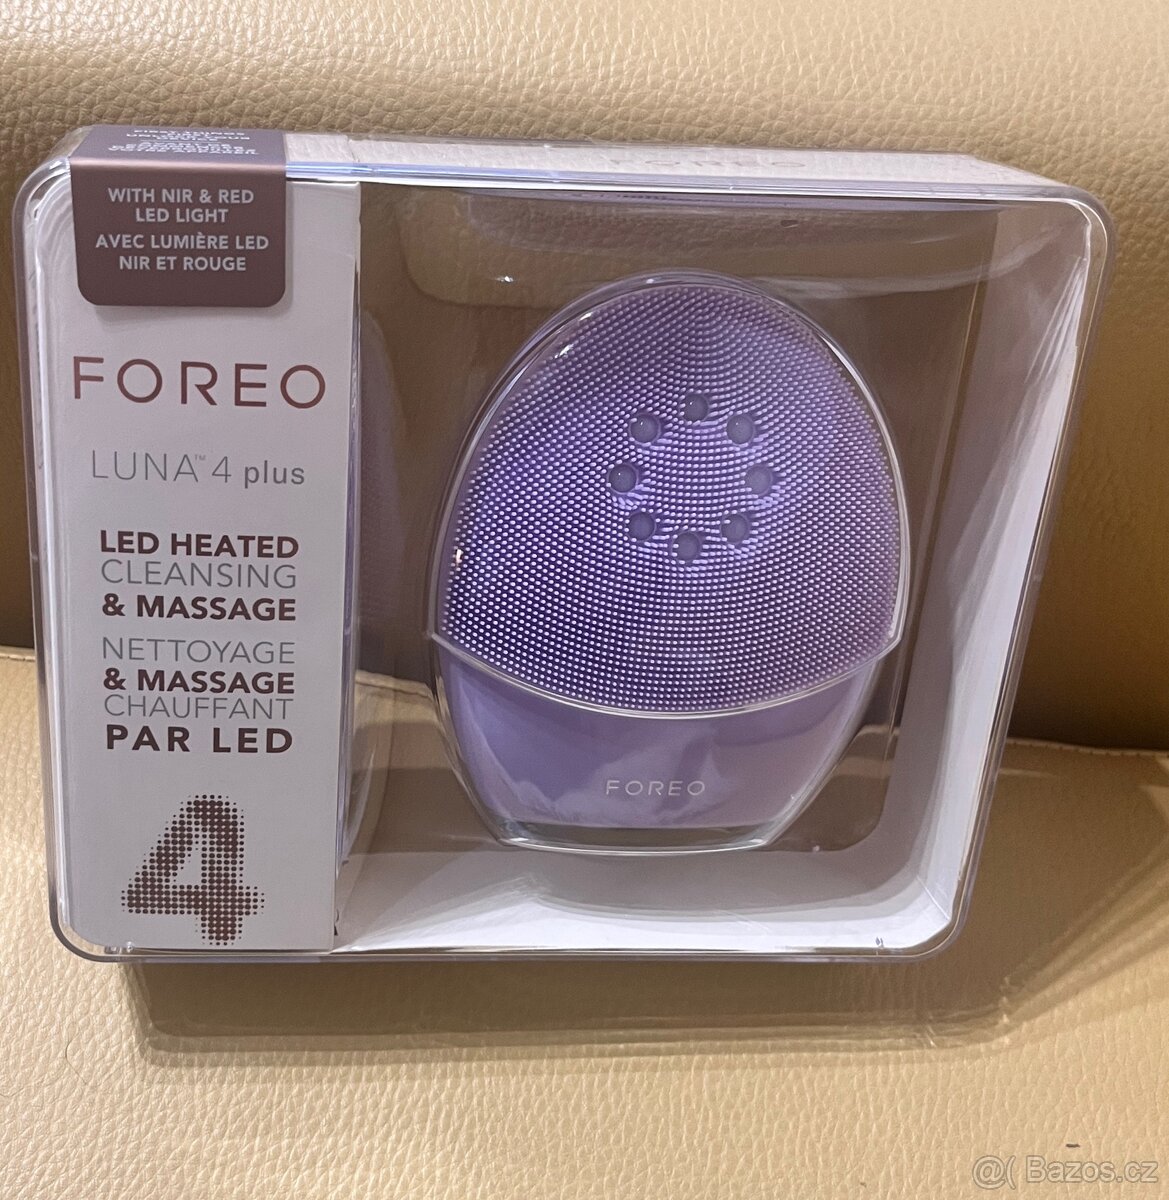 WITH NIR & RED
LED LIGHT
AVEC LUMIÈRE LED
NIR ET ROUGE
FOREO
FOREO
LUNA™ 4 plus
LED HEATED
CLEANSING
& MASSAGE
NETTOYAGE
& MASSAGE
CHAUFFANT
PAR LED
4
FOREO
@( Bazos.cz